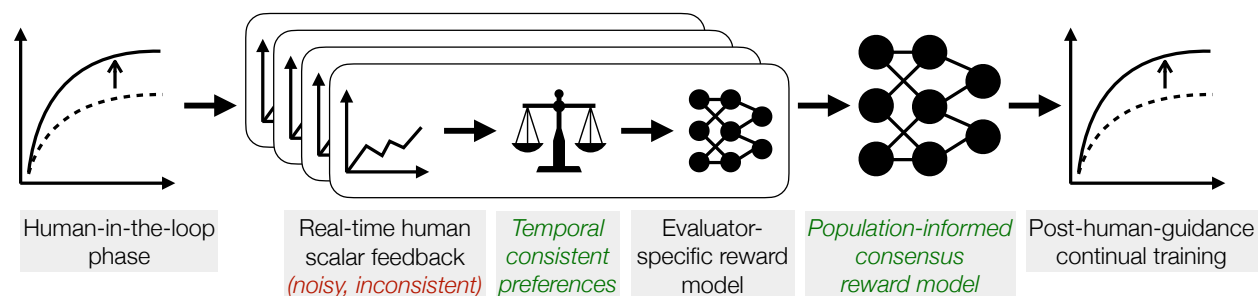 Human-in-the-loop
phase
Real-time human
scalar feedback
(noisy, inconsistent)
Temporal
consistent
preferences
Evaluator-
specific reward
model
Population-informed
consensus
reward model
Post-human-guidance
continual training